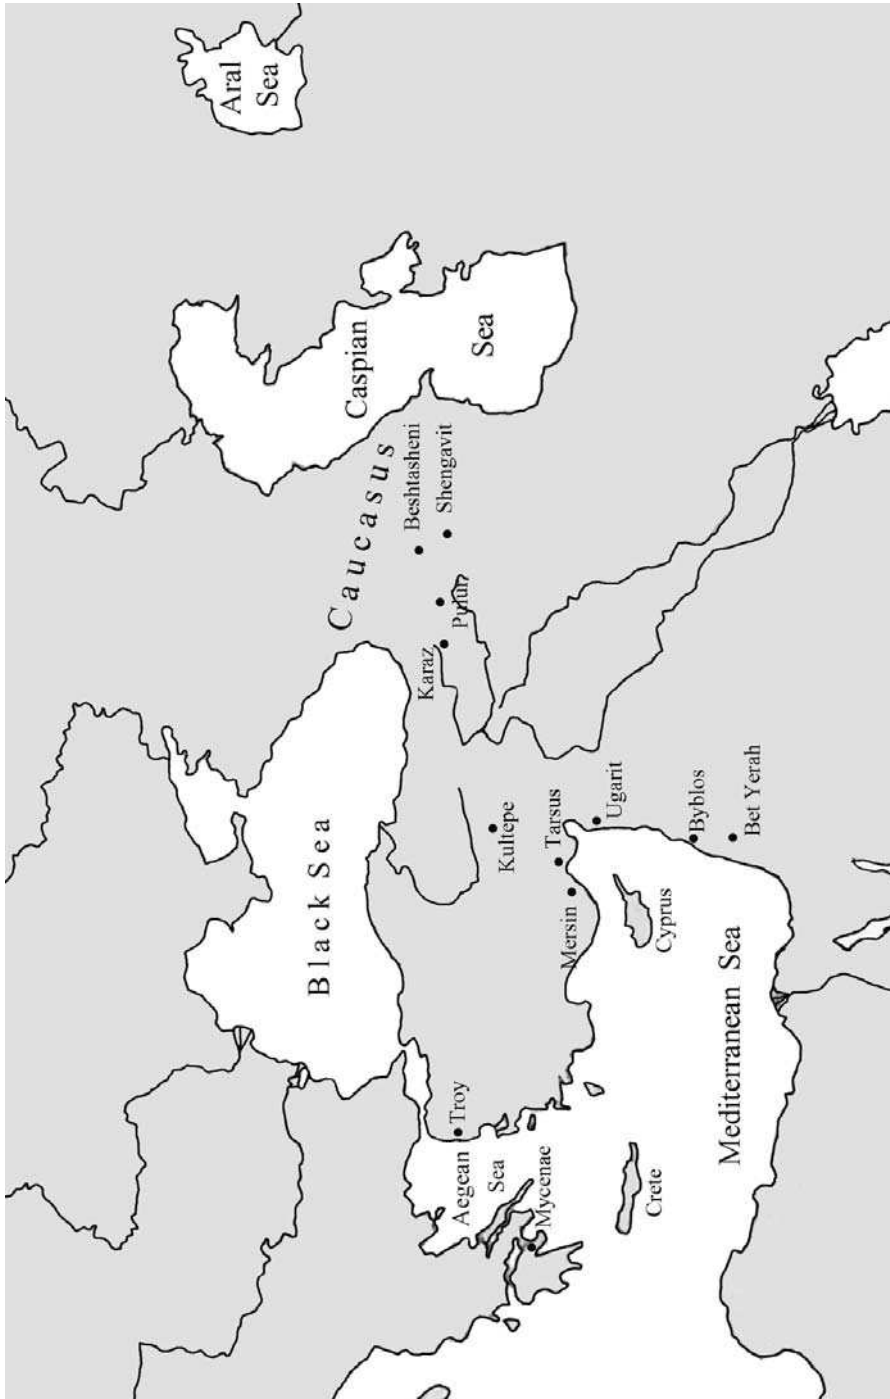 Aral
Sea
Caspian
Sea
Caucasus
Beshtasheni
Shengavit
Pulur
Karaz
Black Sea
Kultepe
Tarsus
Mersin
Ugarit
Byblos
Bet Yerah
Cyprus
Mediterranean Sea
Troy
Aegean
Sea
Mycenae
Crete